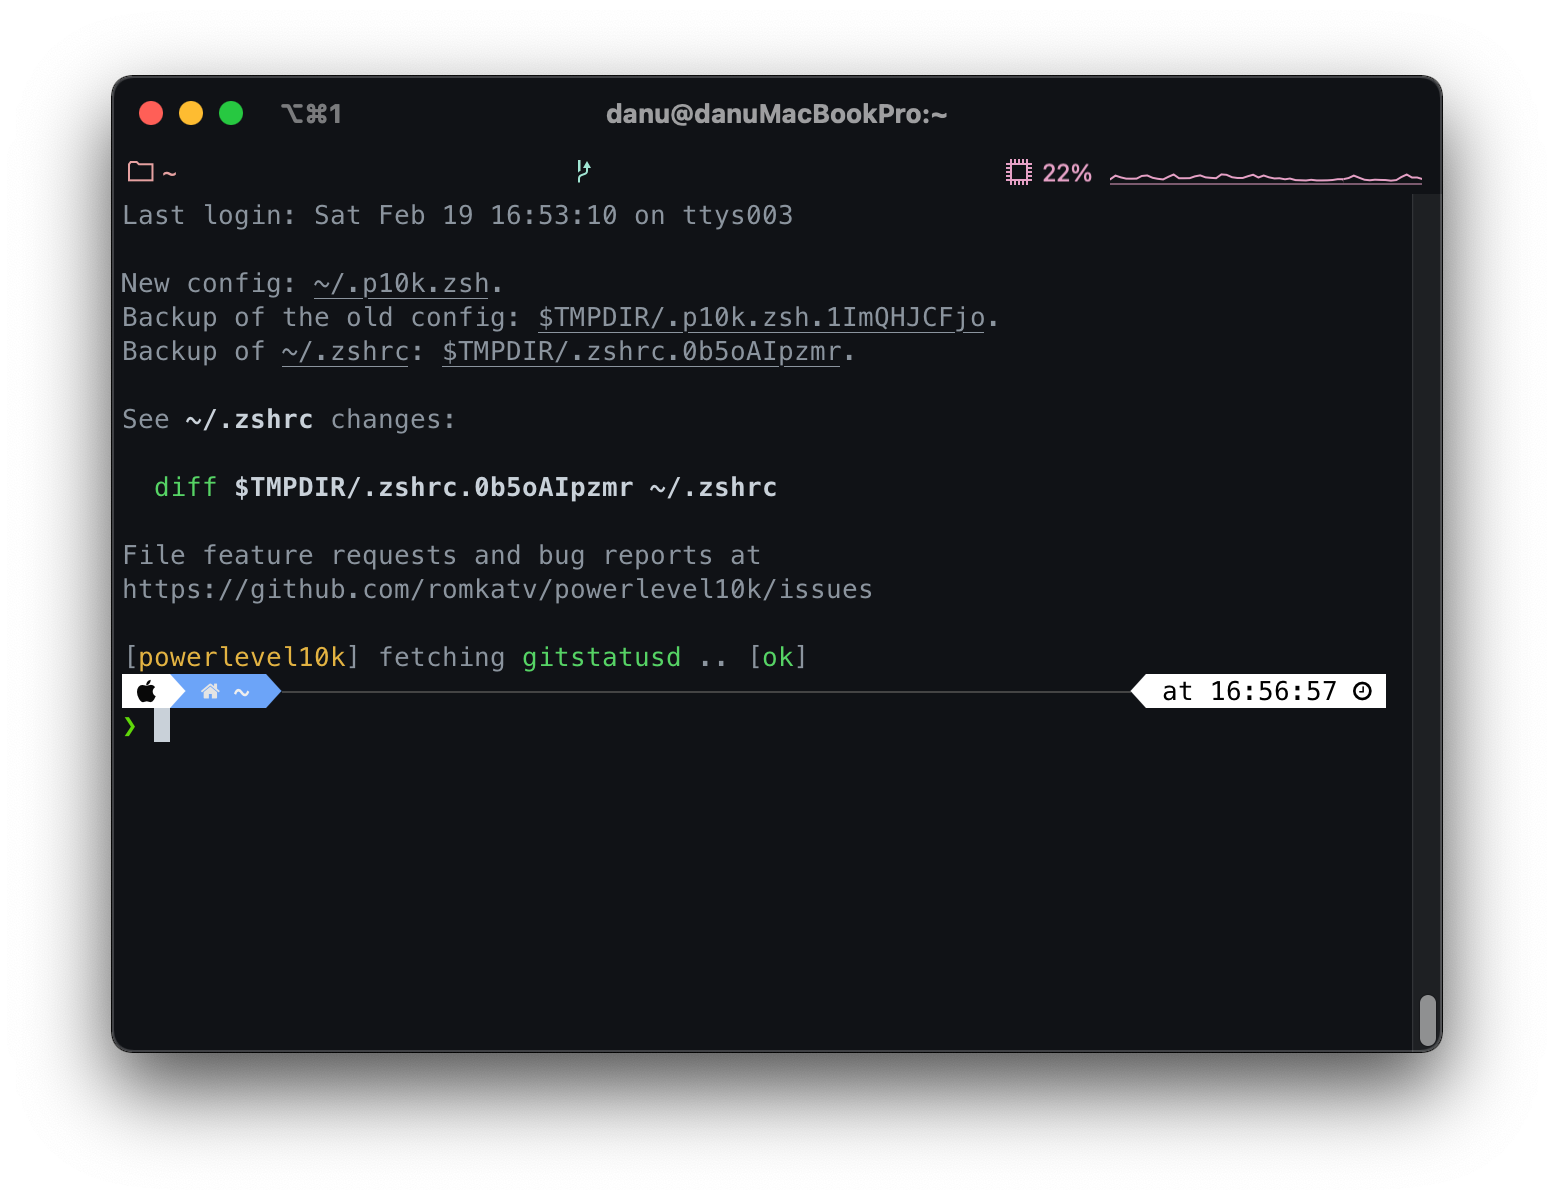 ⌥⌘1
danu@danuMacBookPro:~
~
22%
Last login: Sat Feb 19 16:53:10 on ttys003
New config: ~/.p10k.zsh.
Backup of the old config: $TMPDIR/.p10k.zsh.1ImQHJCFjo.
Backup of ~/.zshrc: $TMPDIR/.zshrc.0b5oAIpzmr.
See ~/.zshrc changes:
diff $TMPDIR/.zshrc.0b5oAIpzmr ~/.zshrc
File feature requests and bug reports at
https://github.com/romkatv/powerlevel10k/issues
[powerlevel10k] fetching gitstatusd .. [ok]
~ at 16:56:57
❯